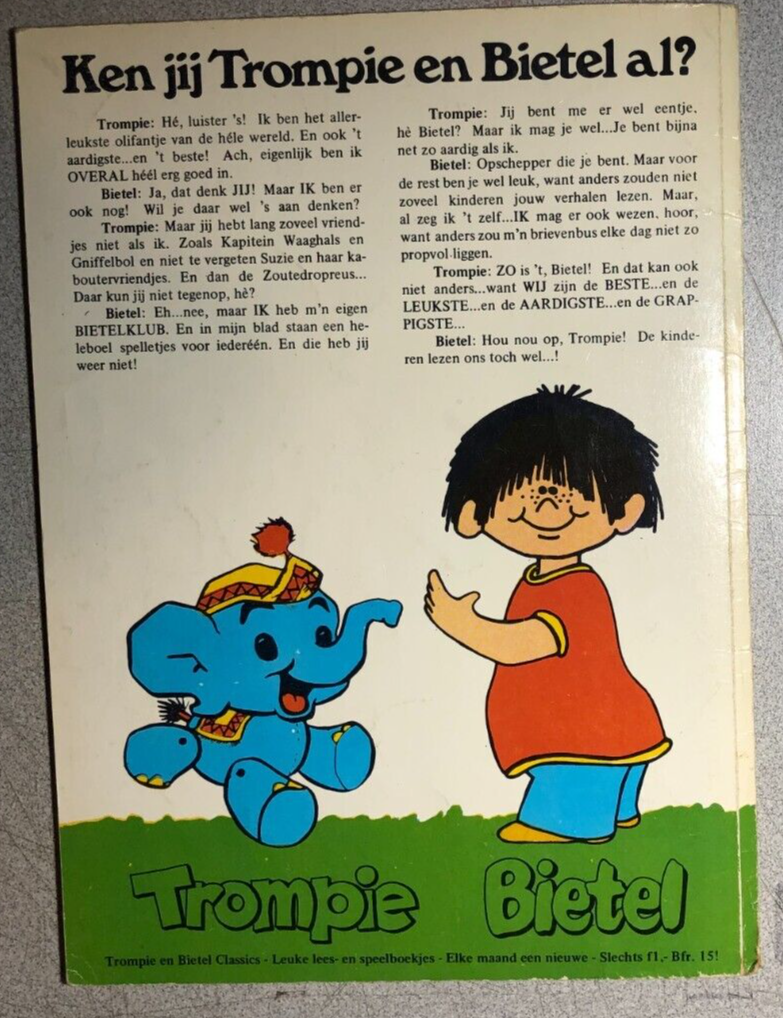 Ken jij Trompie en Bietel al?
Trompie: Hé, luister 's! Ik ben het aller-
leukste olifantje van de héle wereld. En ook 't
aardigste...en 't beste! Ach, eigenlijk ben ik
OVERAL héél erg goed in.
Bietel: Ja, dat denk JIJ! Maar IK ben er
ook nog! Wil je daar wel 's aan denken?
Trompie: Maar jij hebt lang zoveel vriend-
jes niet als ik. Zoals Kapitein Waaghals en
Gniffelbol en niet te vergeten Suzie en haar ka-
boutervriendjes. En dan de Zoutedropreus...
Daar kun jij niet tegenop, hè?
Bietel: Eh...nee, maar IK heb m'n eigen
BIETELKLUB. En in mijn blad staan een he-
leboel spelletjes voor iederéén. En die heb jij
weer niet!
Trompie: Jij bent me er wel eentje,
hè Bietel? Maar ik mag je wel...Je bent bijna
net zo aardig als ik.
Bietel: Opschepper die je bent. Maar voor
de rest ben je wel leuk, want anders zouden niet
zoveel kinderen jouw verhalen lezen. Maar,
al zeg ik 't zelf...IK mag er ook wezen, hoor,
want anders zou m'n brievenbus elke dag niet zo
propvol liggen.
Trompie: ZO is 't, Bietel! En dat kan ook
niet anders...want WIJ zijn de BESTE...en de
LEUKSTE...en de AARDIGSTE...en de GRAP-
PIGSTE...
Bietel: Hou nou op, Trompie! De kinde-
ren lezen ons toch wel...!
Trompie Bietel
Trompie en Bietel Classics - Leuke lees- en speelboekjes - Elke maand een nieuwe - Slechts f1.- Bfr. 15!